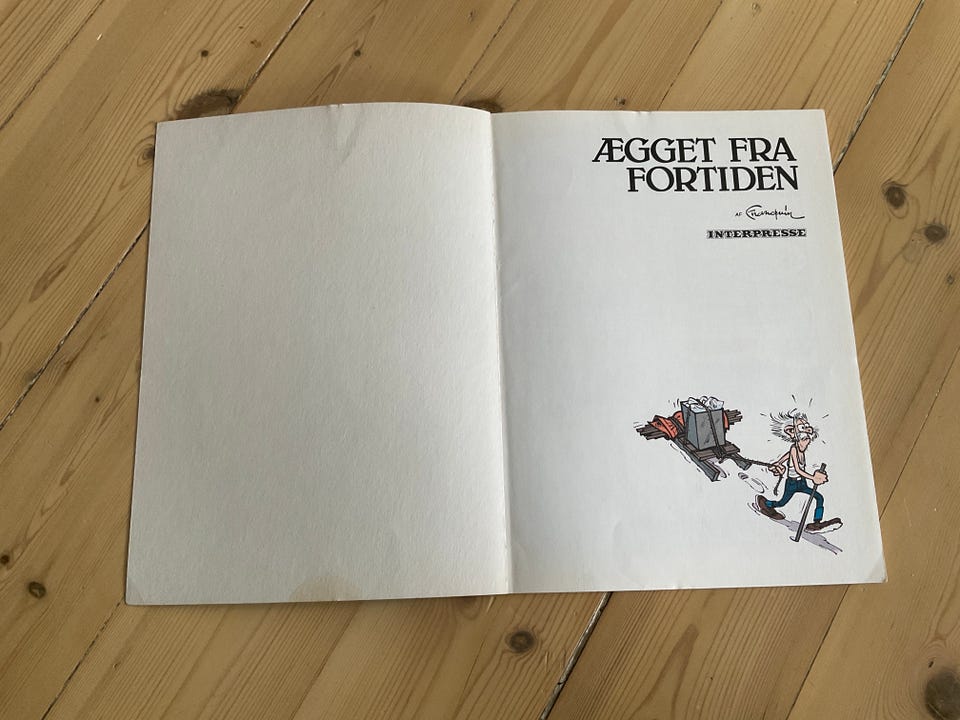 ÆGGET FRA
FORTIDEN
AF Franquin
INTERPRESSE